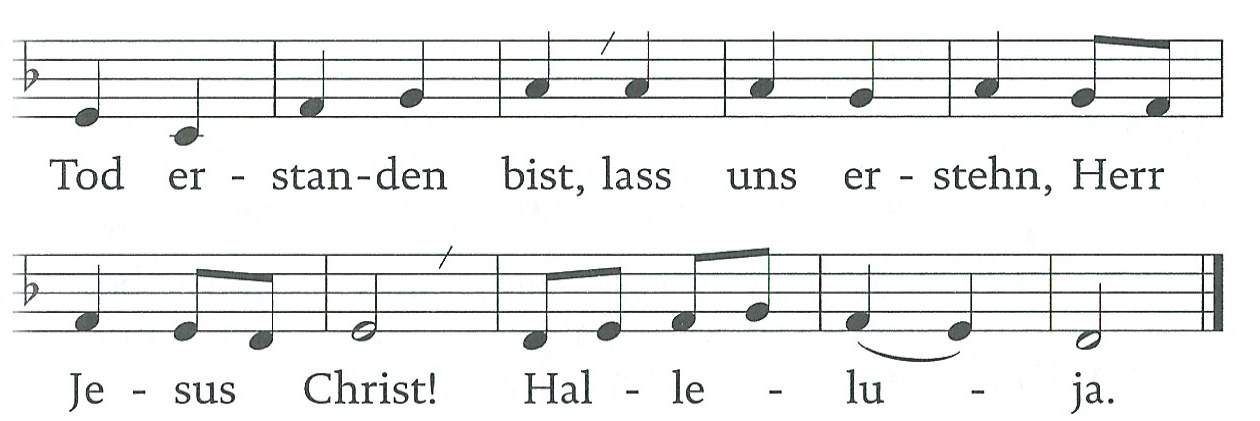 Tod er - stan - den bist, lass uns er - stehn, Herr
Je - sus Christ! Hal - le - lu - ja.